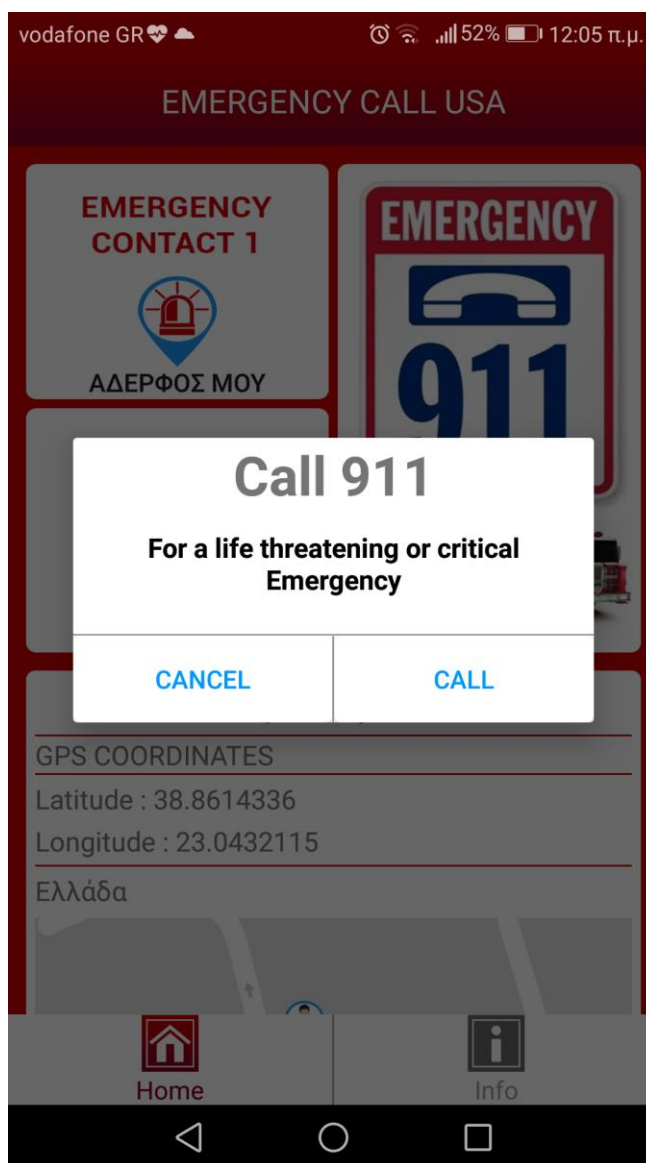 vodafone GR
52%
12:05 π.μ.
EMERGENCY CALL USA
EMERGENCY
CONTACT 1
ΑΔΕΡΦΟΣ ΜΟΥ
EMERGENCY
911
Call 911
For a life threatening or critical
Emergency
CANCEL
CALL
GPS COORDINATES
Latitude : 38.8614336
Longitude : 23.0432115
Ελλάδα
Home
Info